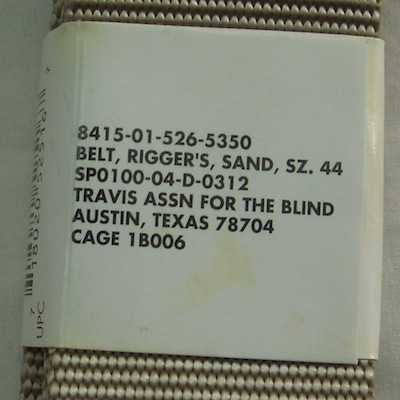 8415-01-526-5350
BELT, RIGGER'S, SAND, SZ. 44
SP0100-04-D-0312
TRAVIS ASSN FOR THE BLIND
AUSTIN, TEXAS 78704
CAGE 1B006
UPC